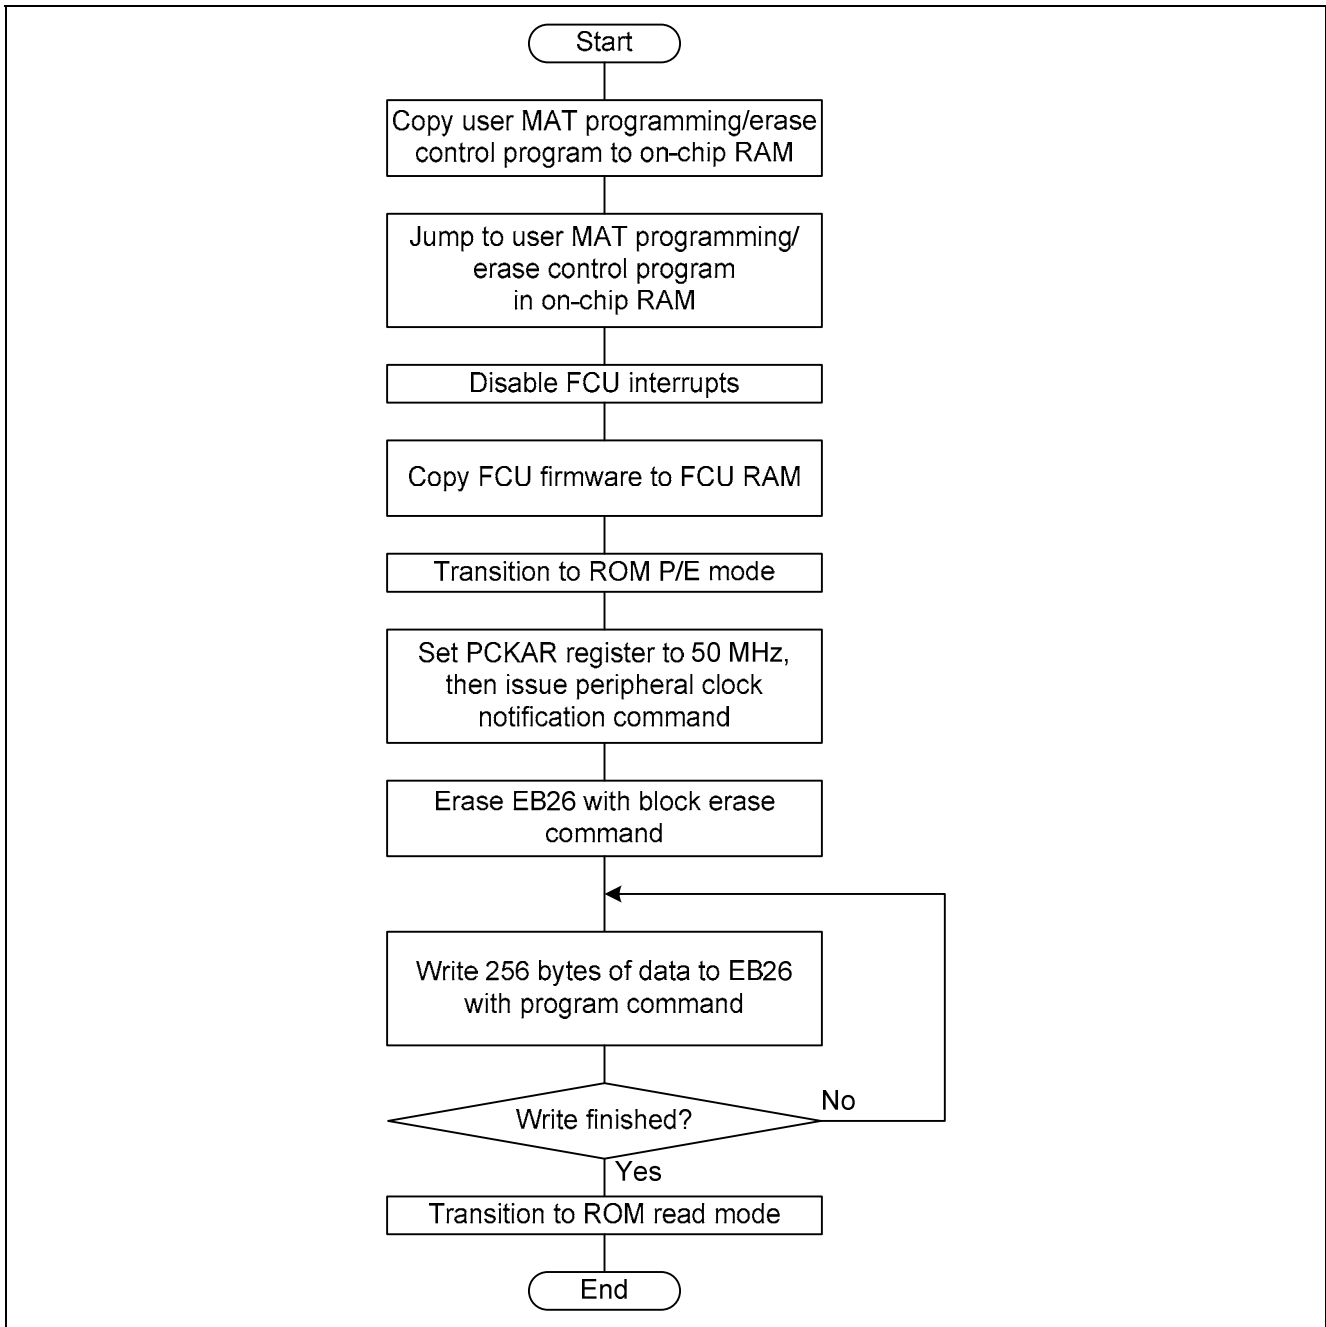 Start
Copy user MAT programming/erase
control program to on-chip RAM
Jump to user MAT programming/
erase control program
in on-chip RAM
Disable FCU interrupts
Copy FCU firmware to FCU RAM
Transition to ROM P/E mode
Set PCKAR register to 50 MHz,
then issue peripheral clock
notification command
Erase EB26 with block erase
command
Write 256 bytes of data to EB26
with program command
Write finished?
No
Yes
Transition to ROM read mode
End